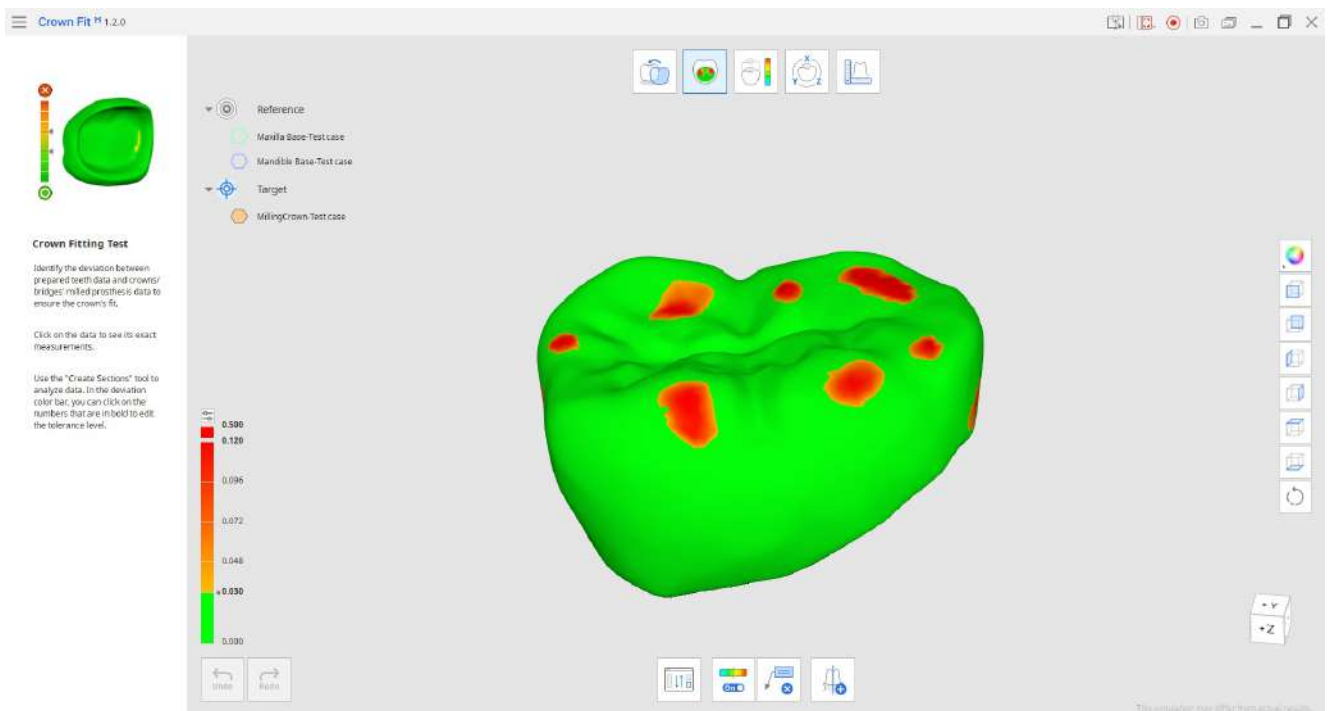 Crown Fit M 1.2.0
Reference
Maxilla Base-Test case
Mandible Base-Test case
Target
MillingCrown-Test case
Crown Fitting Test
Identify the deviation between
prepared teeth data and crowns/
bridges' milled prosthesis data to
ensure the crown's fit.
Click on the data to see its exact
measurements.
Use the "Create Sections" tool to
analyze data. In the deviation
color bar, you can click on the
numbers that are in bold to edit
the tolerance level.
0.500
0.120
0.096
0.072
0.048
0.030
0.000
Undo
Redo
On
X
Y
Z
+Y
+Z